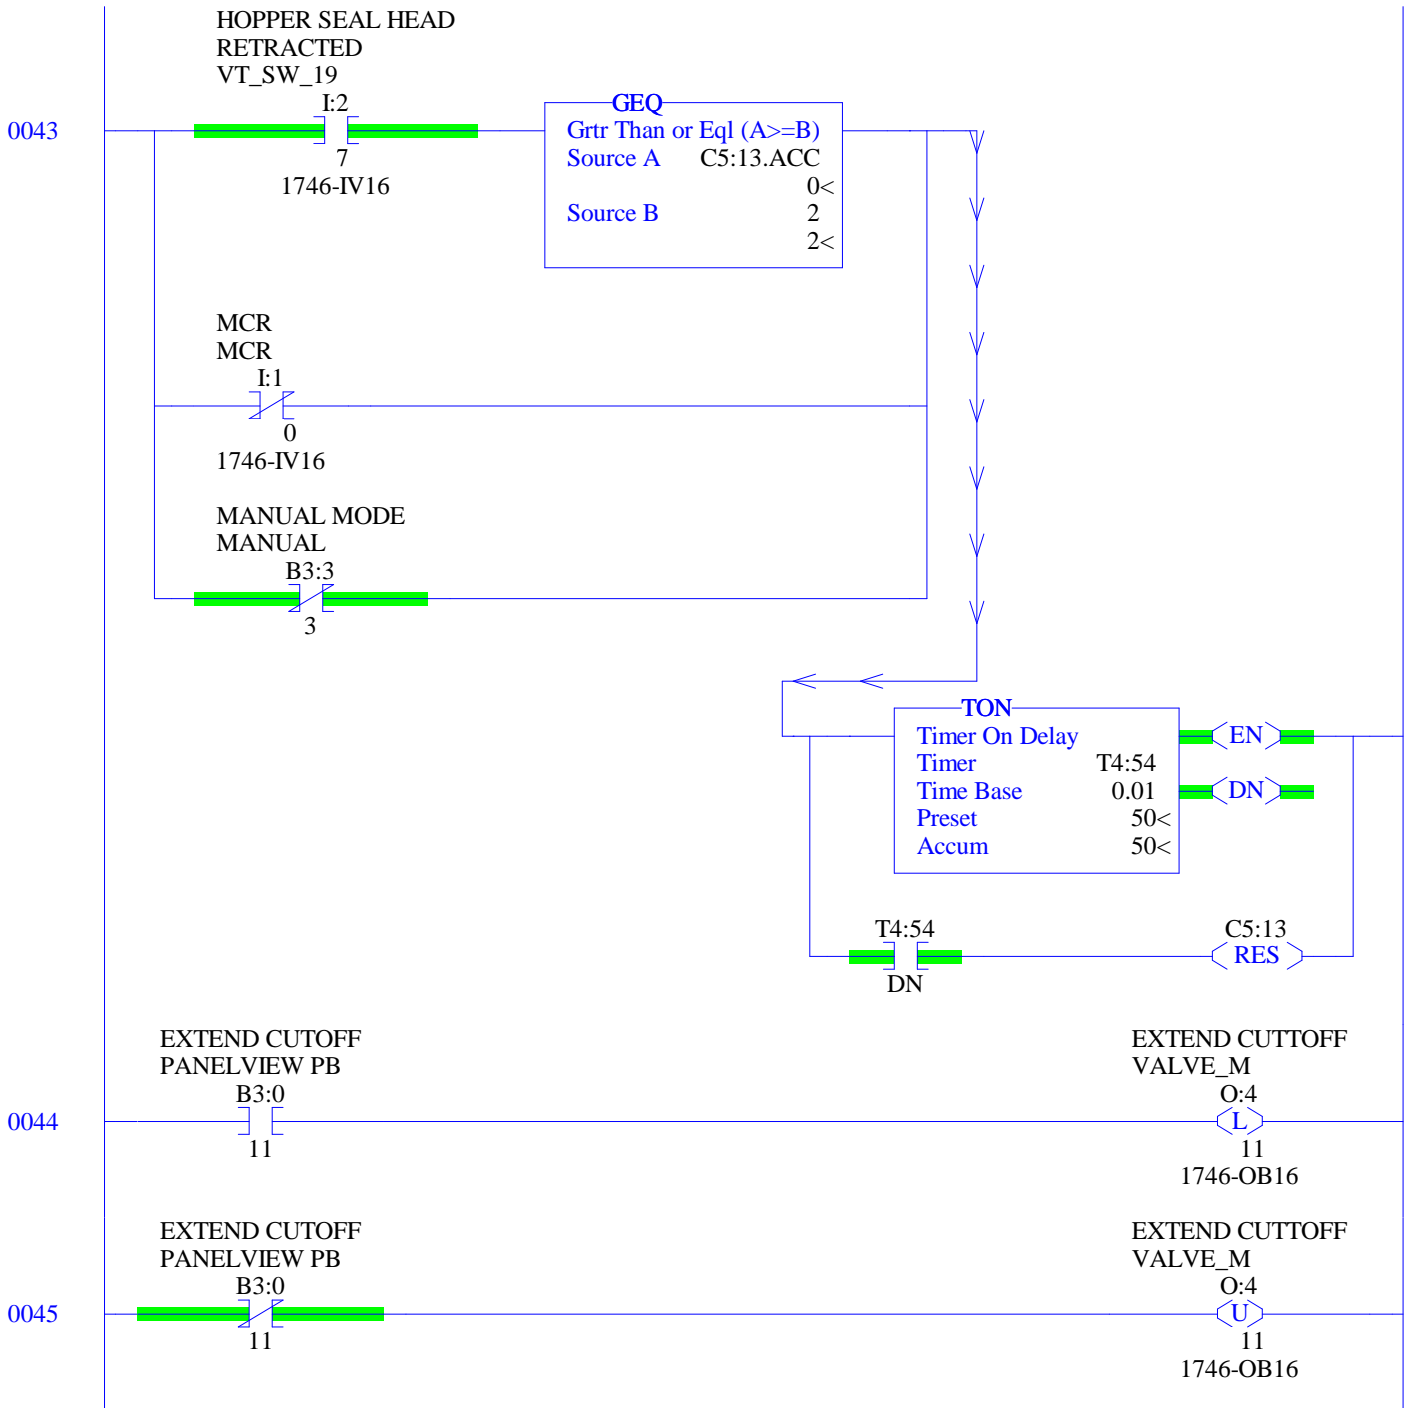 HOPPER SEAL HEAD
RETRACTED
VT_SW_19
I:2
7
1746-IV16
0043
GEQ
Grtr Than or Eql (A>=B)
Source A C5:13.ACC
0<
Source B 2
2<
MCR
MCR
I:1
0
1746-IV16
MANUAL MODE
MANUAL
B3:3
3
TON
Timer On Delay
Timer T4:54
Time Base 0.01
Preset 50<
Accum 50<
EN
DN
T4:54
DN
C5:13
RES
EXTEND CUTOFF
PANELVIEW PB
B3:0
11
0044
EXTEND CUTTOFF
VALVE_M
O:4
L
11
1746-OB16
EXTEND CUTOFF
PANELVIEW PB
B3:0
11
0045
EXTEND CUTTOFF
VALVE_M
O:4
U
11
1746-OB16